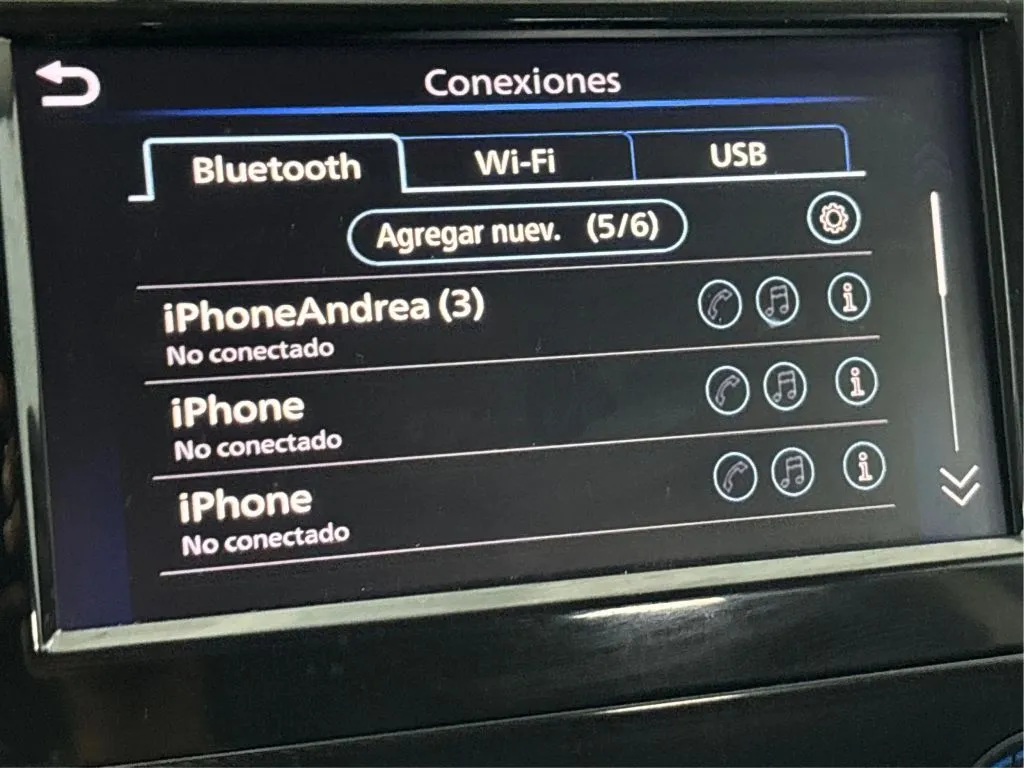 Conexiones
Bluetooth Wi-Fi USB
Agregar nuev. (5/6)
iPhoneAndrea (3)
No conectado
iPhone
No conectado
iPhone
No conectado